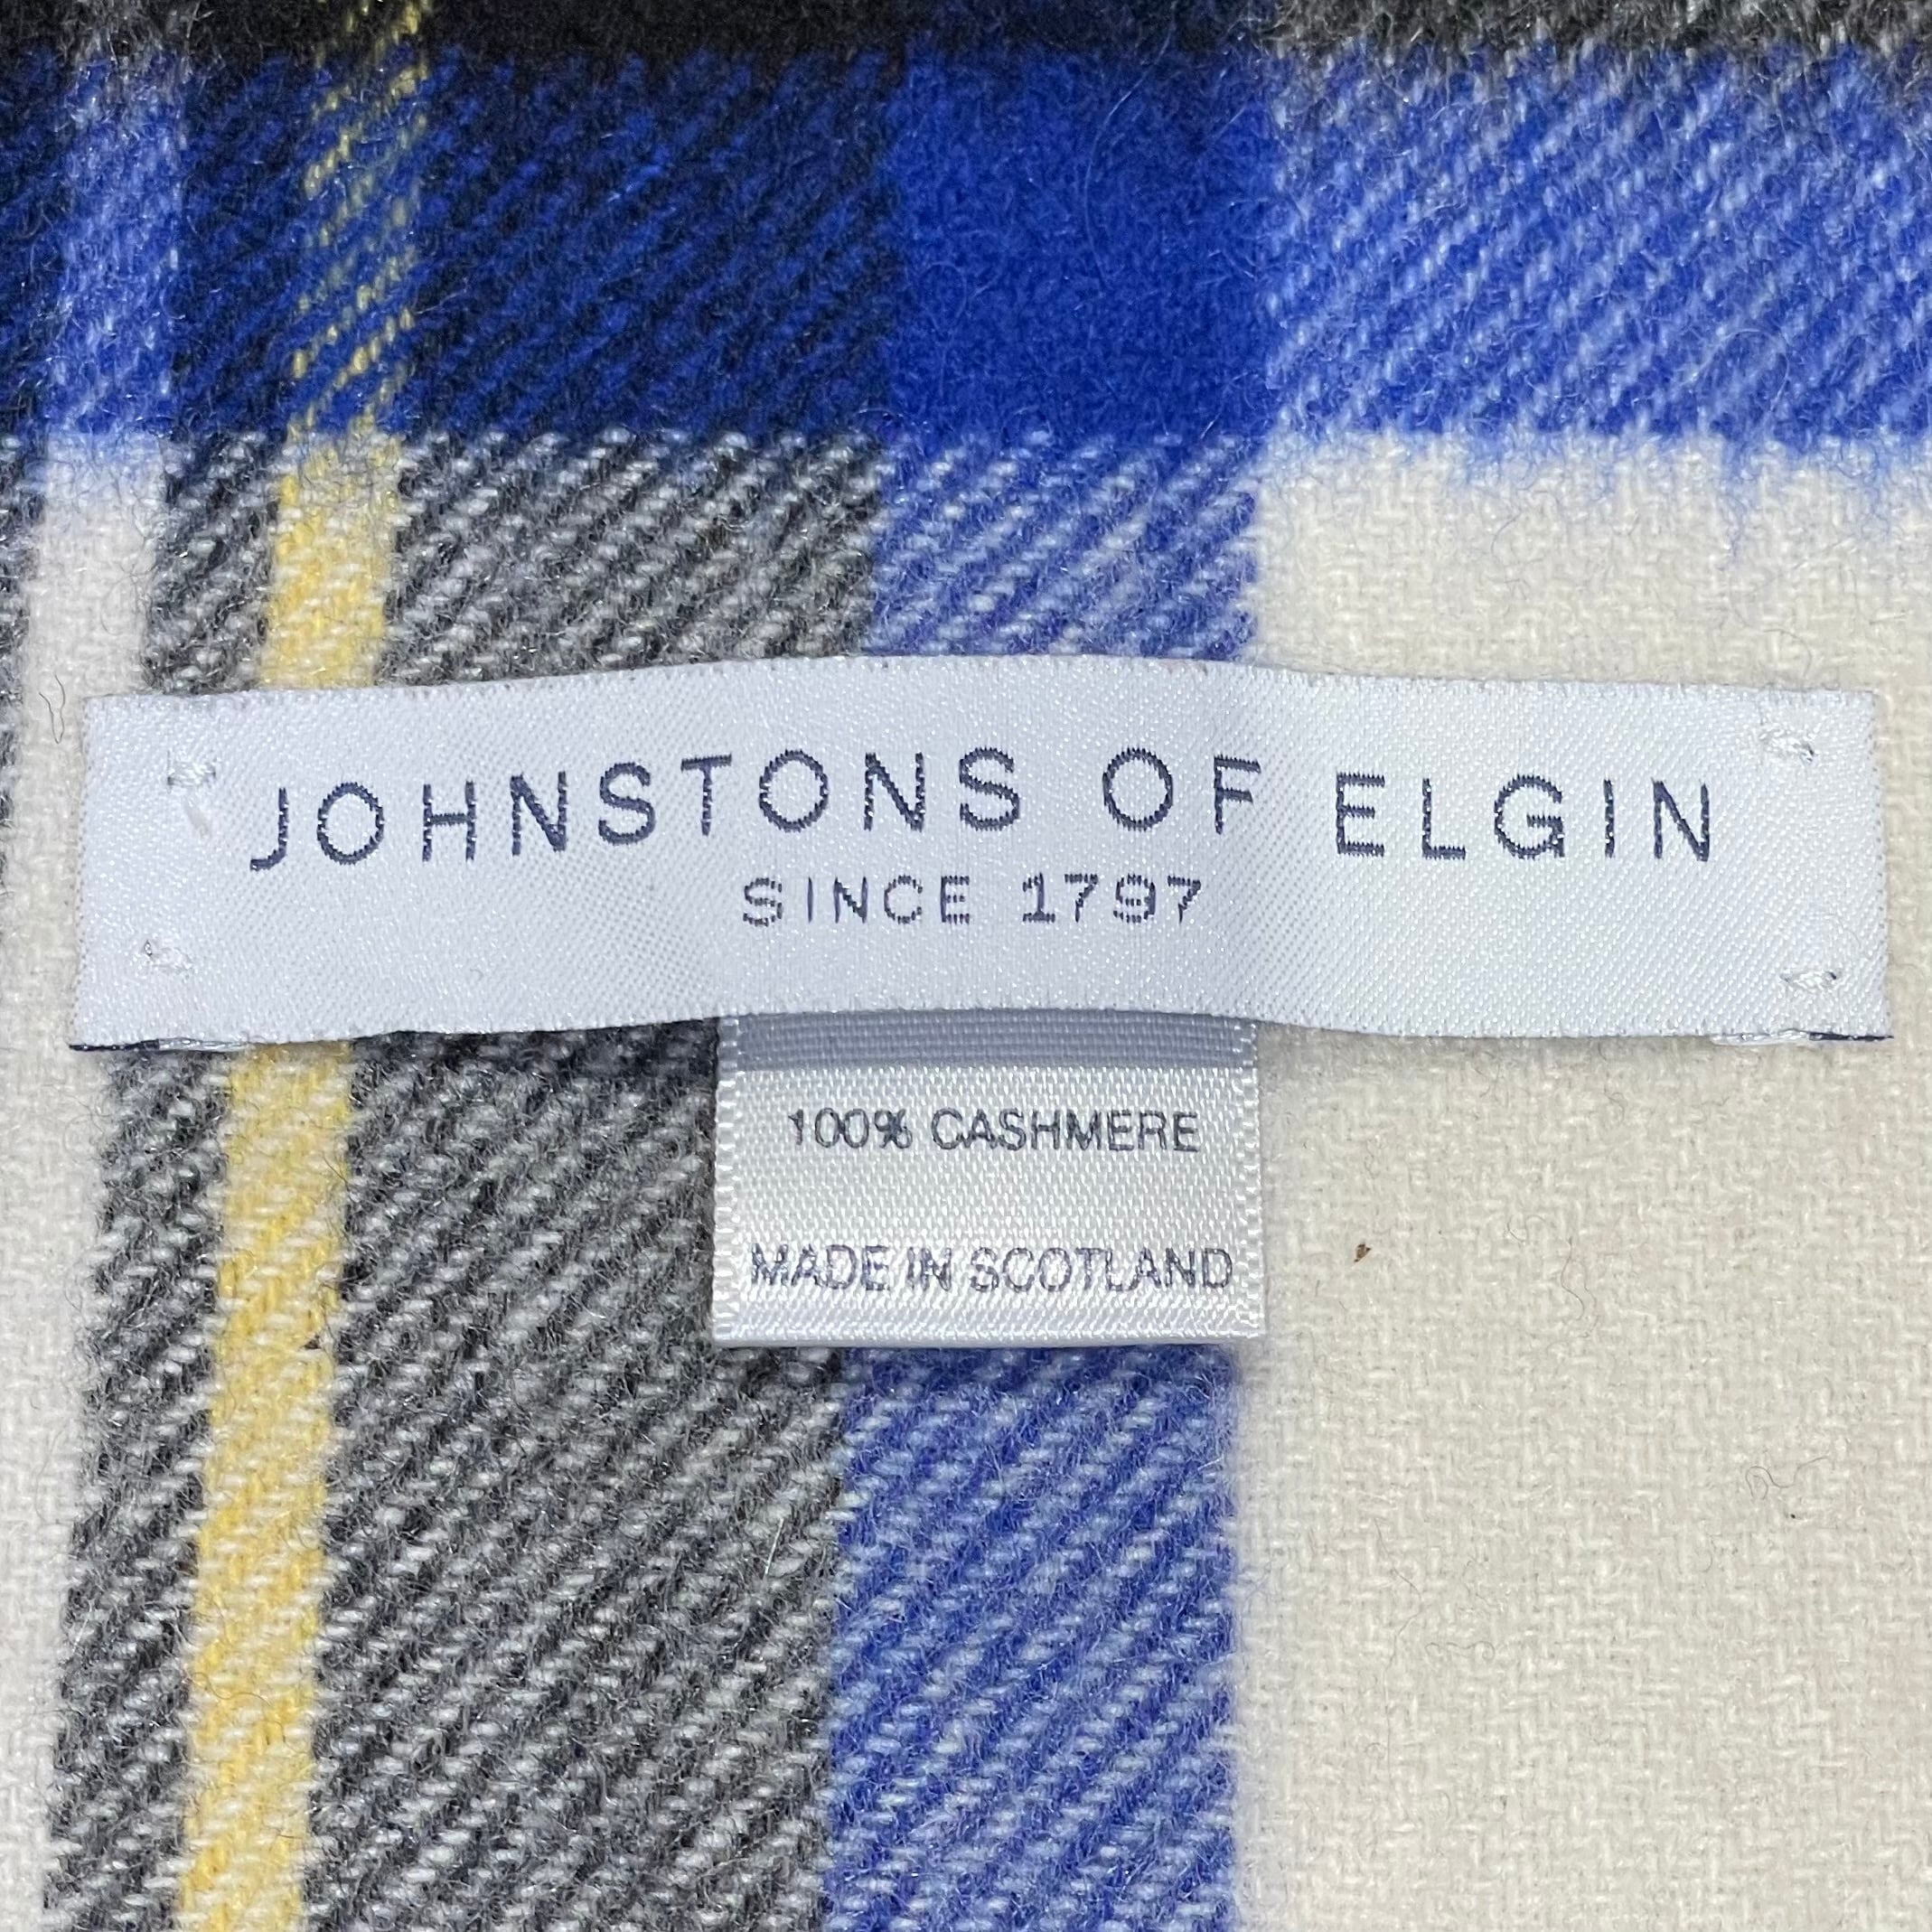 JOHNSTONS OF ELGIN
SINCE 1797
100% CASHMERE
MADE IN SCOTLAND